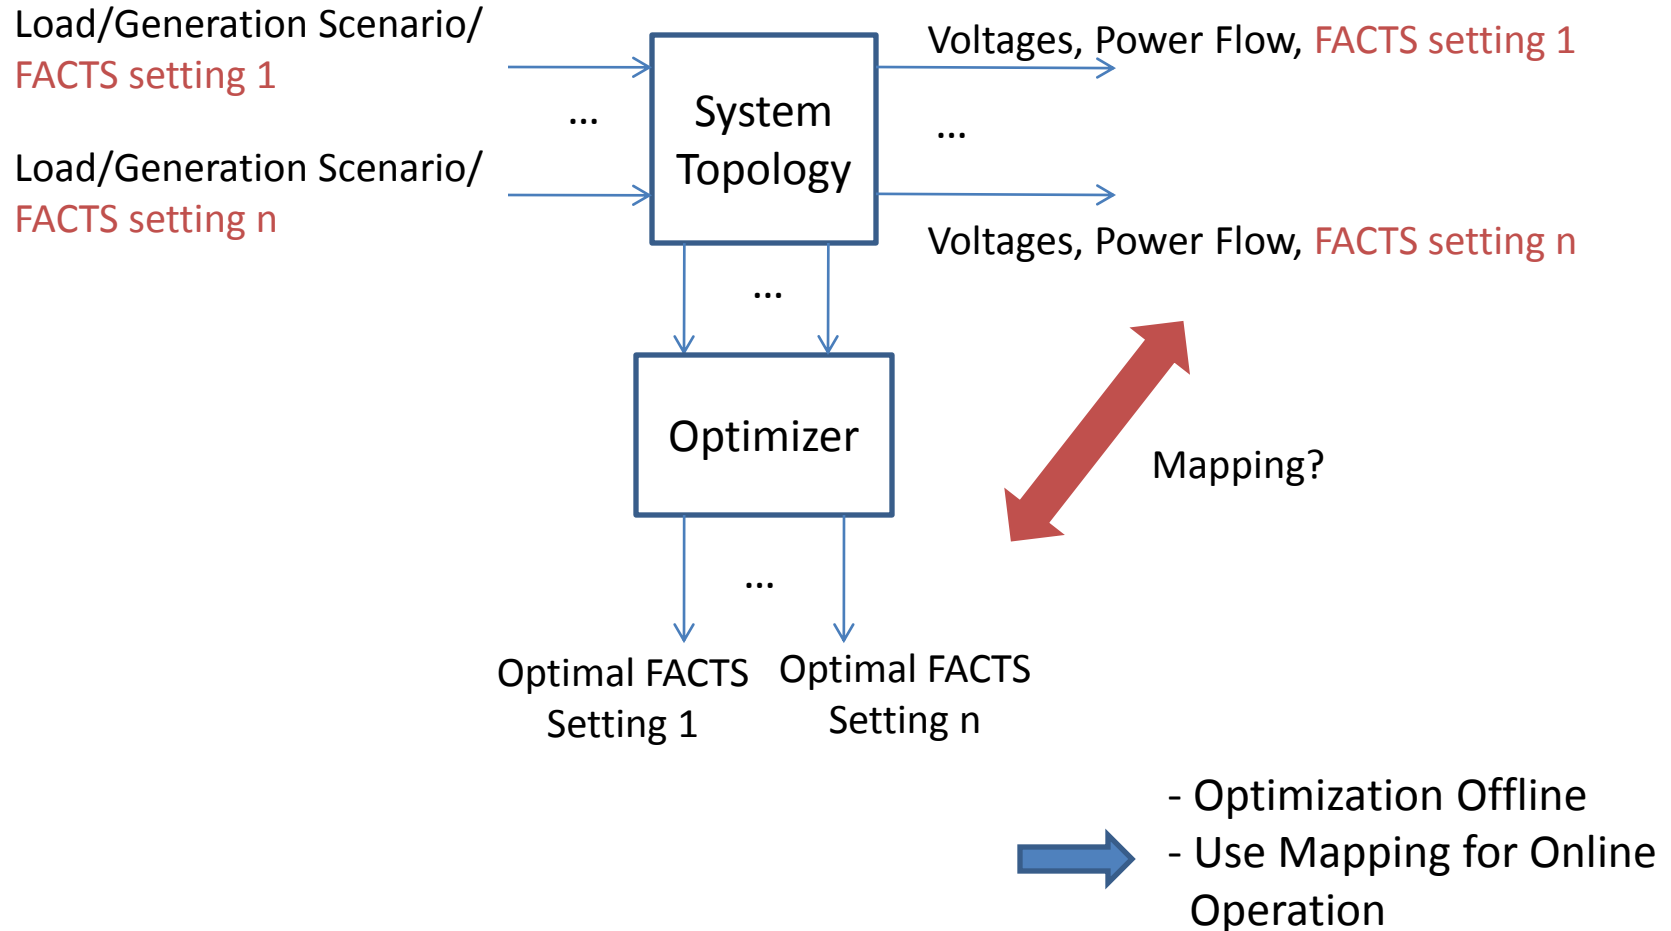 Load/Generation Scenario/
FACTS setting 1
...
Load/Generation Scenario/
FACTS setting n
System
Topology
Voltages, Power Flow, FACTS setting 1
...
Voltages, Power Flow, FACTS setting n
...
Optimizer
Mapping?
...
Optimal FACTS
Setting 1
Optimal FACTS
Setting n
- Optimization Offline
- Use Mapping for Online
Operation